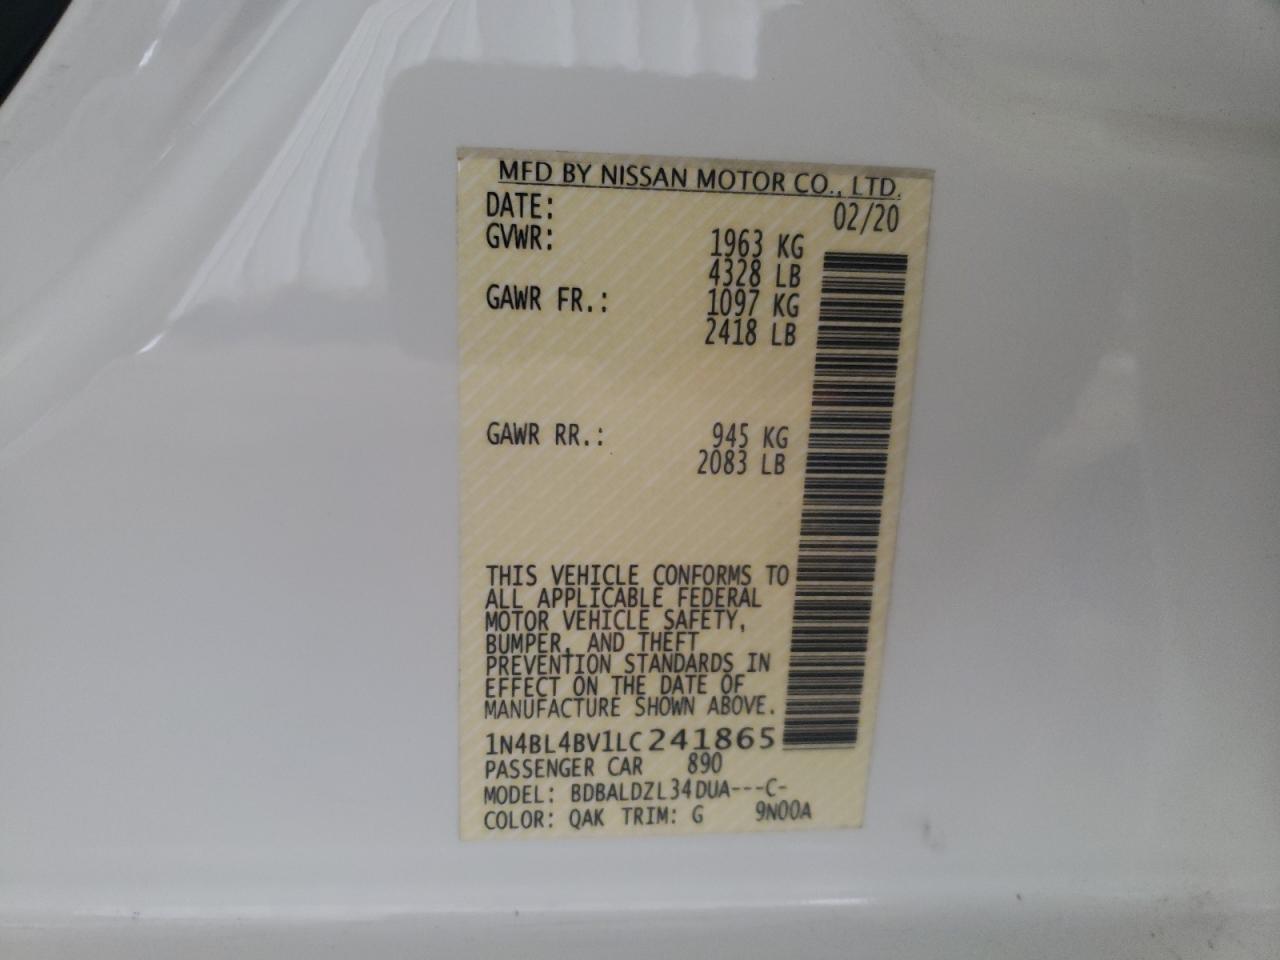 MFD BY NISSAN MOTOR CO., LTD.
DATE: 02/20
GVWR: 1963 KG
4328 LB
GAWR FR.: 1097 KG
2418 LB
GAWR RR.: 945 KG
2083 LB
THIS VEHICLE CONFORMS TO
ALL APPLICABLE FEDERAL
MOTOR VEHICLE SAFETY,
BUMPER, AND THEFT
PREVENTION STANDARDS IN
EFFECT ON THE DATE OF
MANUFACTURE SHOWN ABOVE.
1N4BL4BV1LC241865
PASSENGER CAR 890
MODEL: BDBALDZL34DUA---C-
COLOR: QAK TRIM: G 9N00A